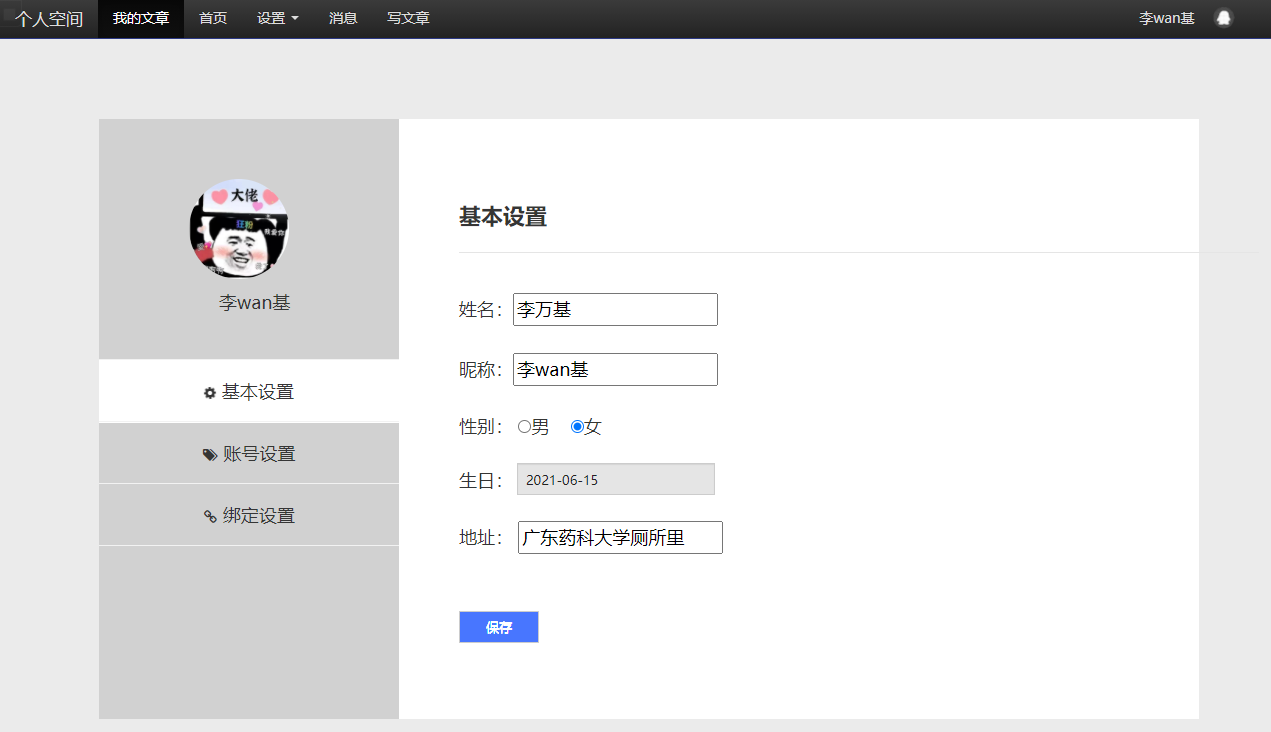 个人空间 我的文章 首页 设置 消息 写文章 李wan基
大佬
狂粉
李wan基
基本设置
账号设置
绑定设置
基本设置
姓名： 李万基
昵称： 李wan基
性别： 男 女
生日： 2021-06-15
地址： 广东药科大学厕所里
保存